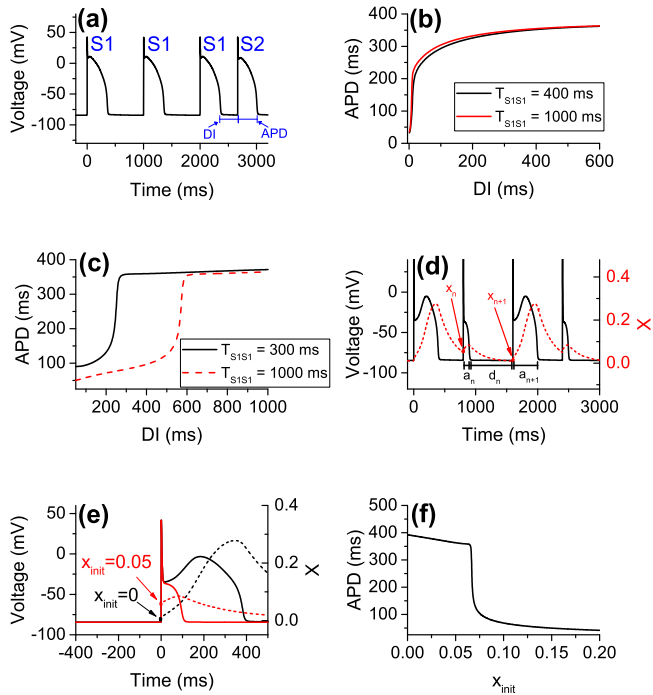 (a)
50
0
-50
-100
Voltage (mV)
S1
S1
S1
S2
DI
APD
0
1000
2000
3000
Time (ms)
(b)
400
300
200
100
0
APD
T_S1S1 = 400 ms
T_S1S1 = 1000 ms
0
200
400
600
DI (ms)
(c)
400
300
200
100
APD (ms)
T_S1S1 = 300 ms
T_S1S1 = 1000 ms
200
400
600
800
1000
DI (ms)
(d)
0
-50
-100
Voltage (mV)
x_n
x_n+1
a_n
d_n
a_n+1
0.4
0.2
0.0
X
0
1000
2000
3000
Time (ms)
(e)
50
0
-50
-100
Voltage (mV)
x_init=0.05
x_init=0
0.4
0.2
0.0
X
-400
-200
0
200
400
Time (ms)
(f)
500
400
300
200
100
APD (ms)
0.00
0.05
0.10
0.15
0.20
x_init